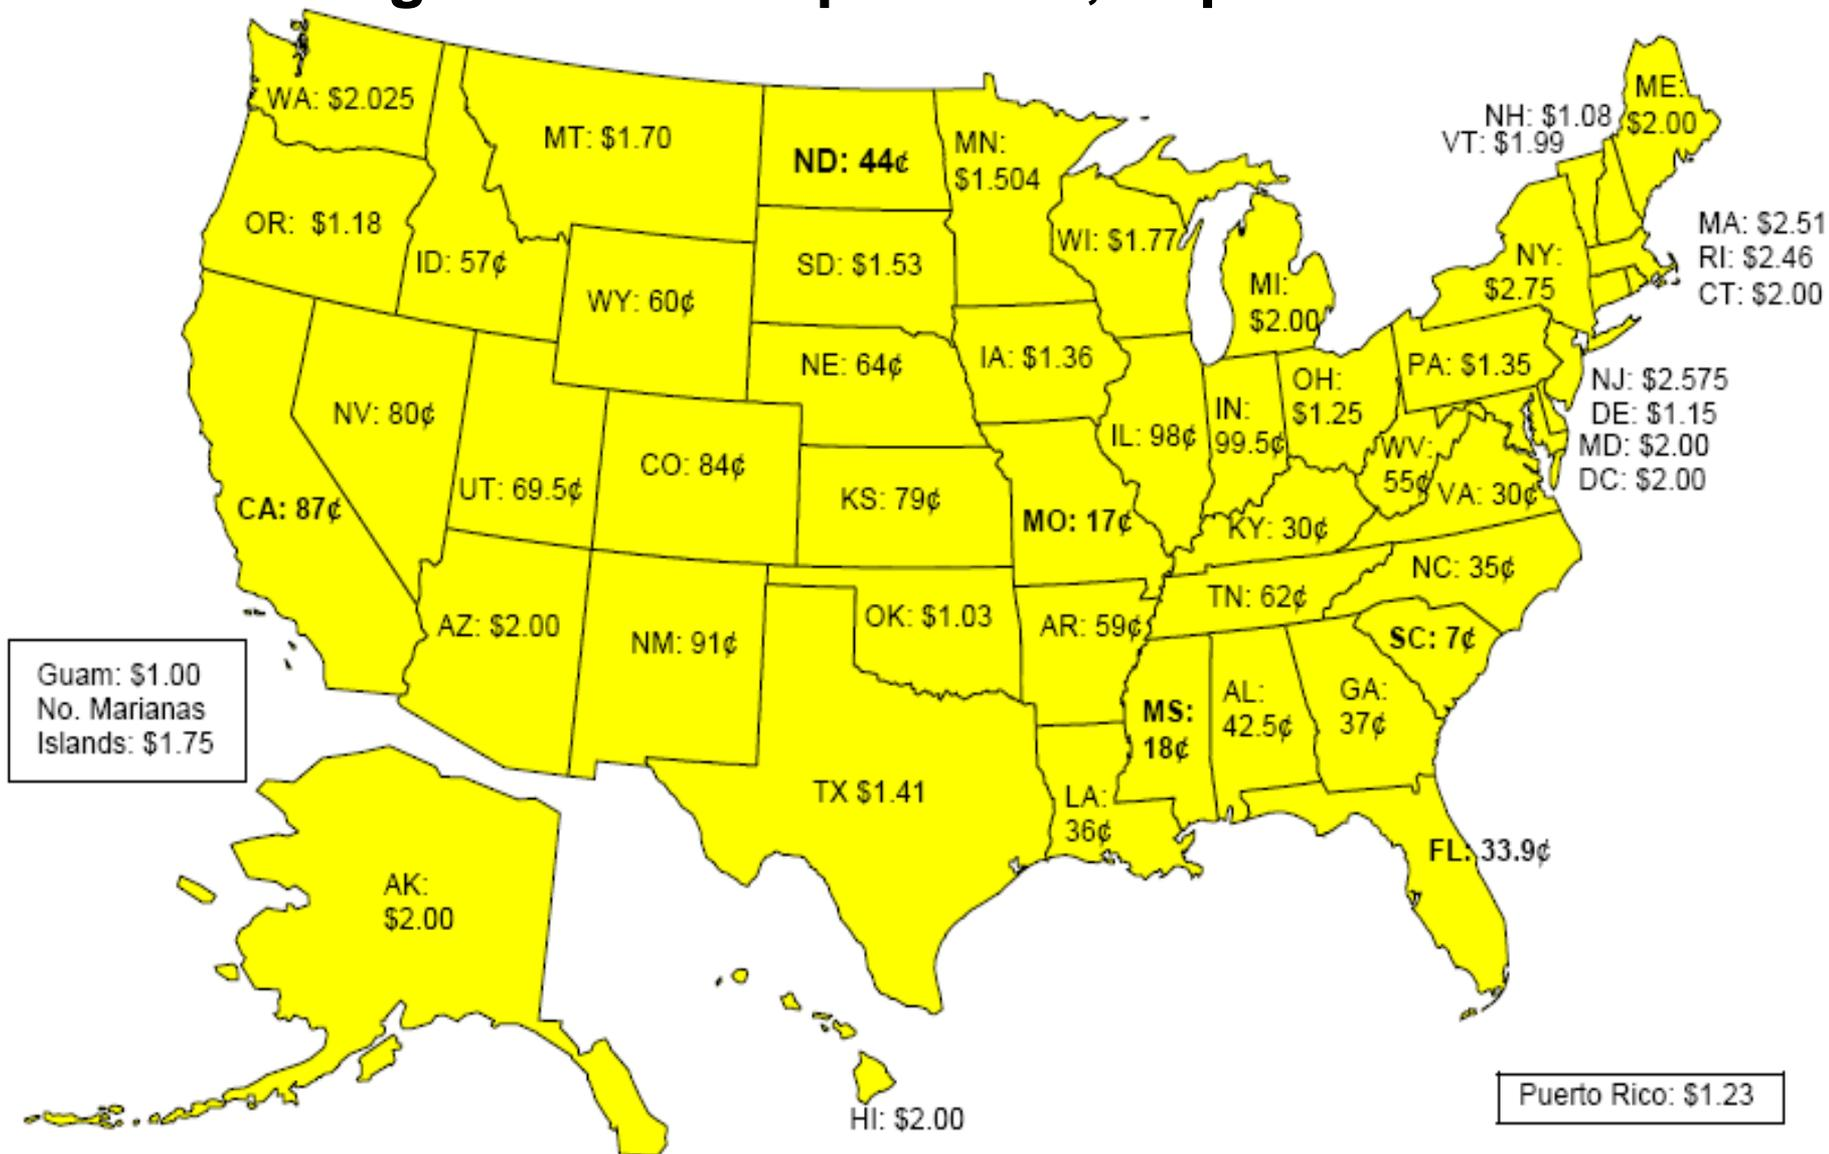 WA: $2.025
MT: $1.70
ND: 44¢
MN:
$1.504
NH: $1.08
VT: $1.99
ME:
$2.00
OR:  $1.18
ID: 57¢
WY: 60¢
SD: $1.53
WI: $1.77
MI:
$2.00
NY:
$2.75
MA: $2.51
RI: $2.46
CT: $2.00
NV: 80¢
UT: 69.5¢
CO: 84¢
NE: 64¢
KS: 79¢
IA: $1.36
IL: 98¢
IN:
99.5¢
OH:
$1.25
PA: $1.35
NJ: $2.575
DE: $1.15
MD: $2.00
DC: $2.00
WV:
55¢
VA: 30¢
CA: 87¢
MO: 17¢
KY: 30¢
NC: 35¢
TN: 62¢
SC: 7¢
AZ: $2.00
NM: 91¢
OK: $1.03
AR: 59¢
MS:
18¢
AL:
42.5¢
GA:
37¢
Guam: $1.00
No. Marianas
Islands: $1.75
TX $1.41
LA:
36¢
FL: 33.9¢
AK:
$2.00
HI: $2.00
Puerto Rico: $1.23